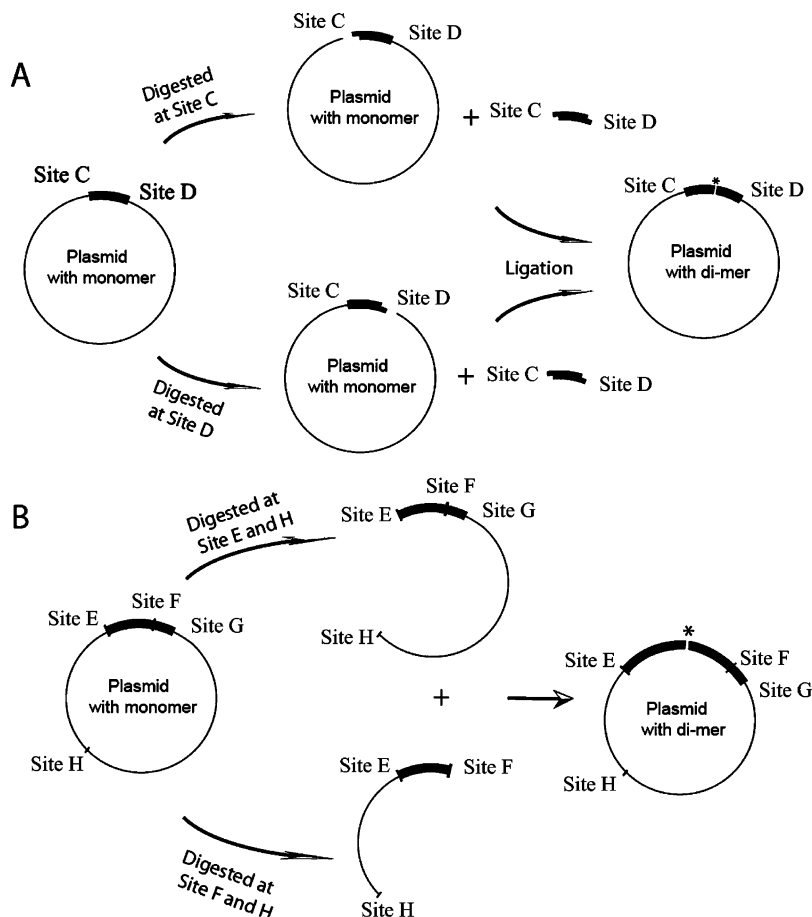 A
Site C
Site D
Digested
at Site C
Plasmid
with monomer
+
Site C
Site D
Site C
Site D
Plasmid
with monomer
Site C
*
Site D
Plasmid
with di-mer
Ligation
Site C
Site D
Plasmid
with monomer
+
Site C
Site D
Digested
at Site D
B
Digested at
Site E and H
Site E
Site F
Site G
Site H
Site E
Site F
Site G
Plasmid
with monomer
Site H
+
*
Site E
Site F
Site G
Plasmid
with di-mer
Site H
Digested at
Site F and H
Site E
Site F
Site H